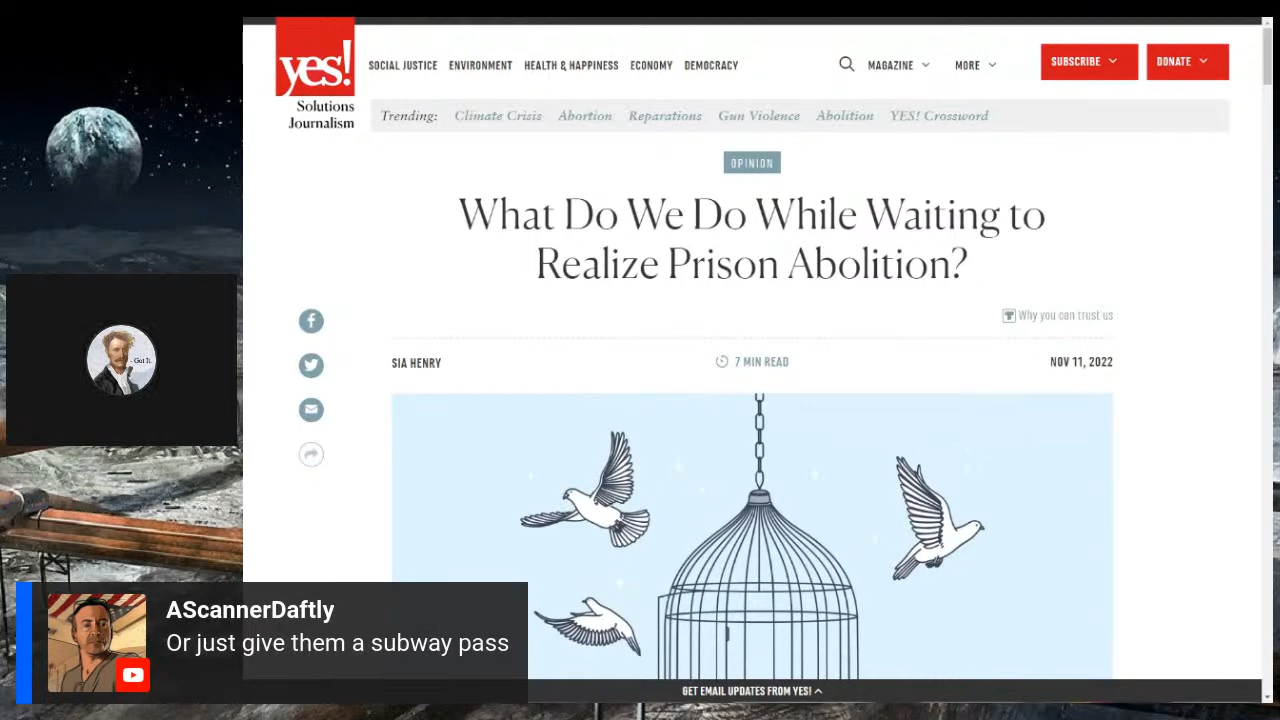 yes!
Solutions
Journalism
SOCIAL JUSTICE ENVIRONMENT HEALTH & HAPPINESS ECONOMY DEMOCRACY MAGAZINE MORE SUBSCRIBE DONATE
Trending: Climate Crisis Abortion Reparations Gun Violence Abolition YES! Crossword
OPINION
What Do We Do While Waiting to
Realize Prison Abolition?
Why you can trust us
SIA HENRY 7 MIN READ NOV 11, 2022
- Got It.
AScannerDaftly
Or just give them a subway pass
GET EMAIL UPDATES FROM YES!